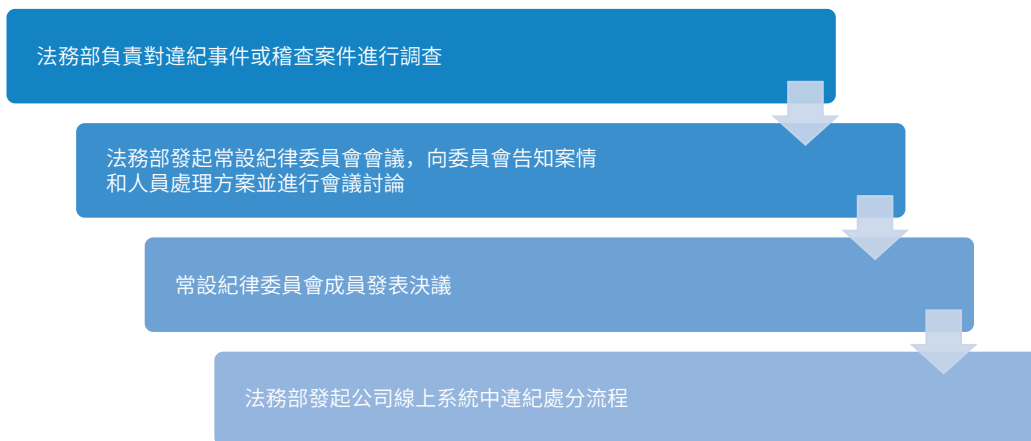 法務部負責對違紀事件或稽查案件進行調查
法務部發起常設紀律委員會會議，向委員會告知案情
和人員處理方案並進行會議討論
常設紀律委員會成員發表決議
法務部發起公司線上系統中違紀處分流程